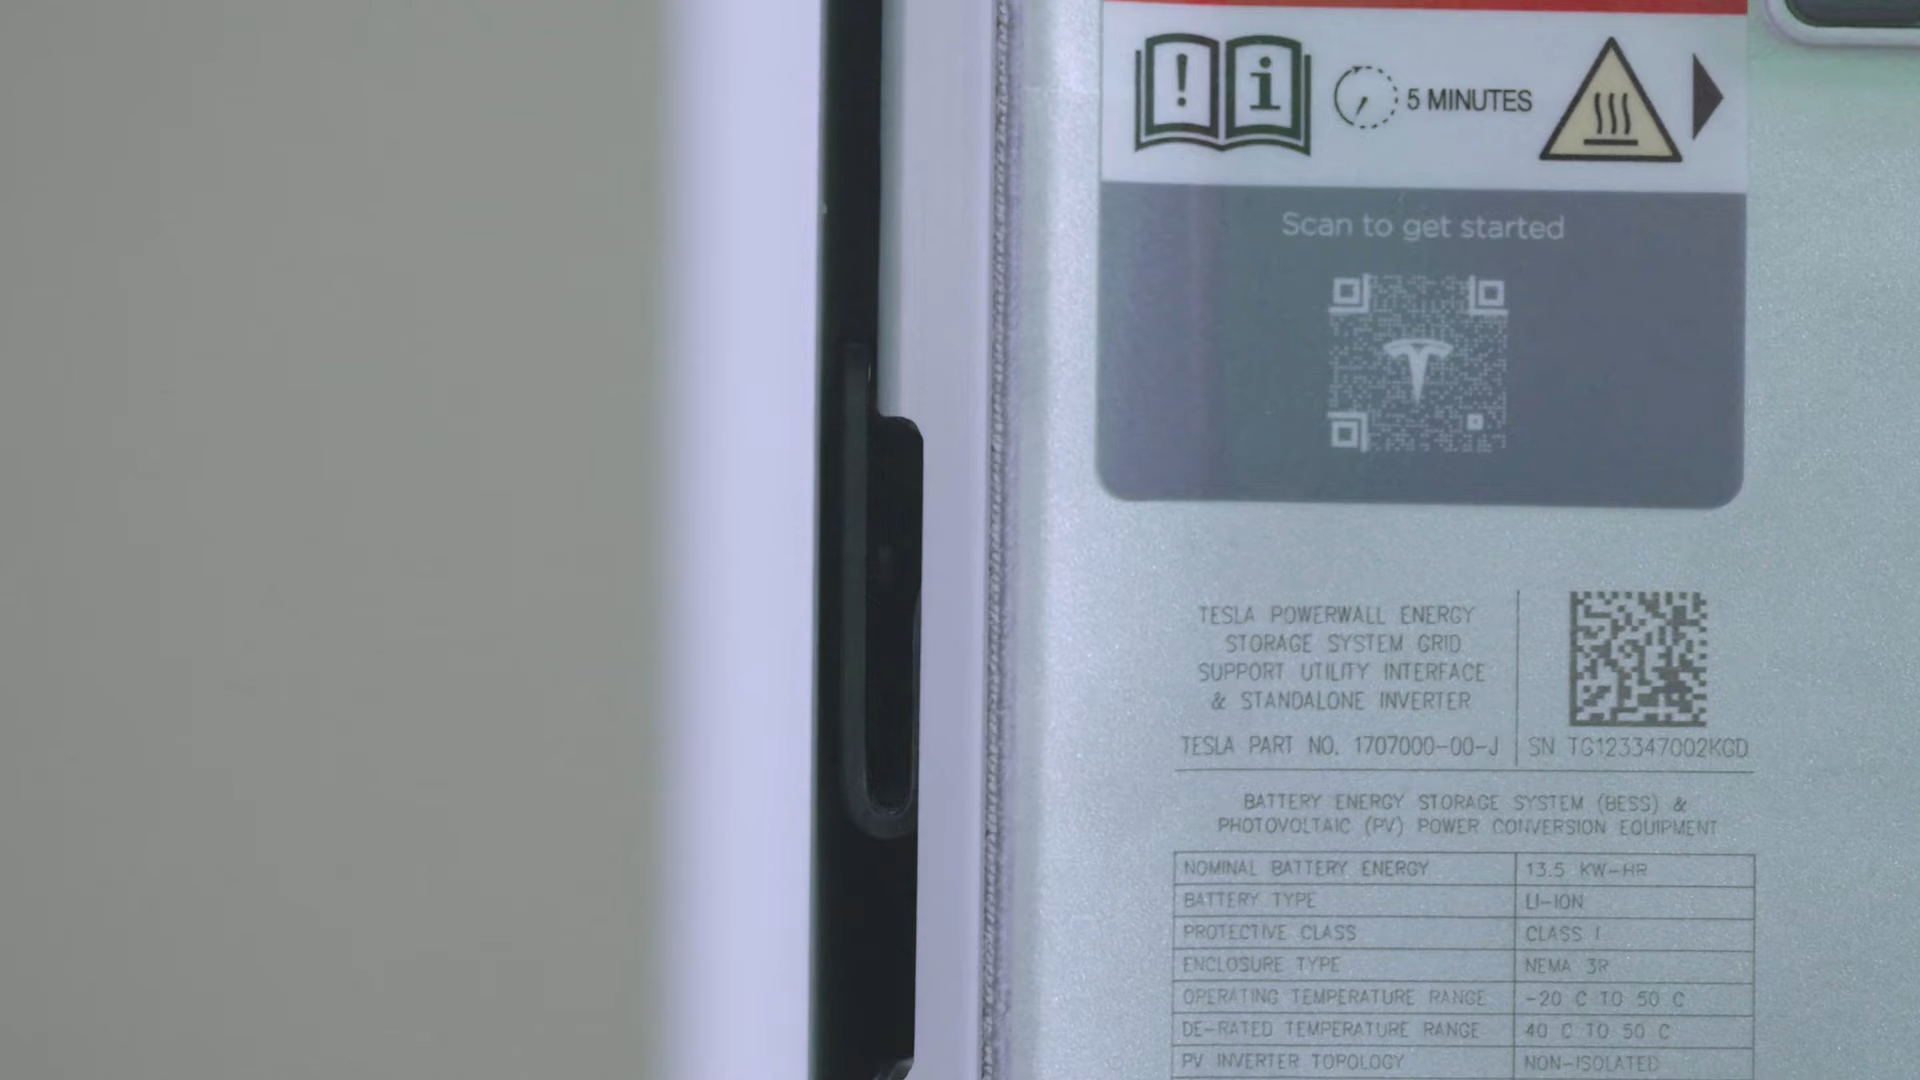 5 MINUTES
Scan to get started
TESLA POWERWALL ENERGY
STORAGE SYSTEM GRID
SUPPORT UTILITY INTERFACE
& STANDALONE INVERTER
TESLA PART NO. 1707000-00-J
SN TG123347002KGD
BATTERY ENERGY STORAGE SYSTEM (BESS) &
PHOTOVOLTAIC (PV) POWER CONVERSION EQUIPMENT
NOMINAL BATTERY ENERGY 13.5 KW-HR
BATTERY TYPE LI-ION
PROTECTIVE CLASS CLASS I
ENCLOSURE TYPE NEMA 3R
OPERATING TEMPERATURE RANGE -20 C TO 50 C
DE-RATED TEMPERATURE RANGE 40 C TO 50 C
PV INVERTER TOPOLOGY NON-ISOLATED